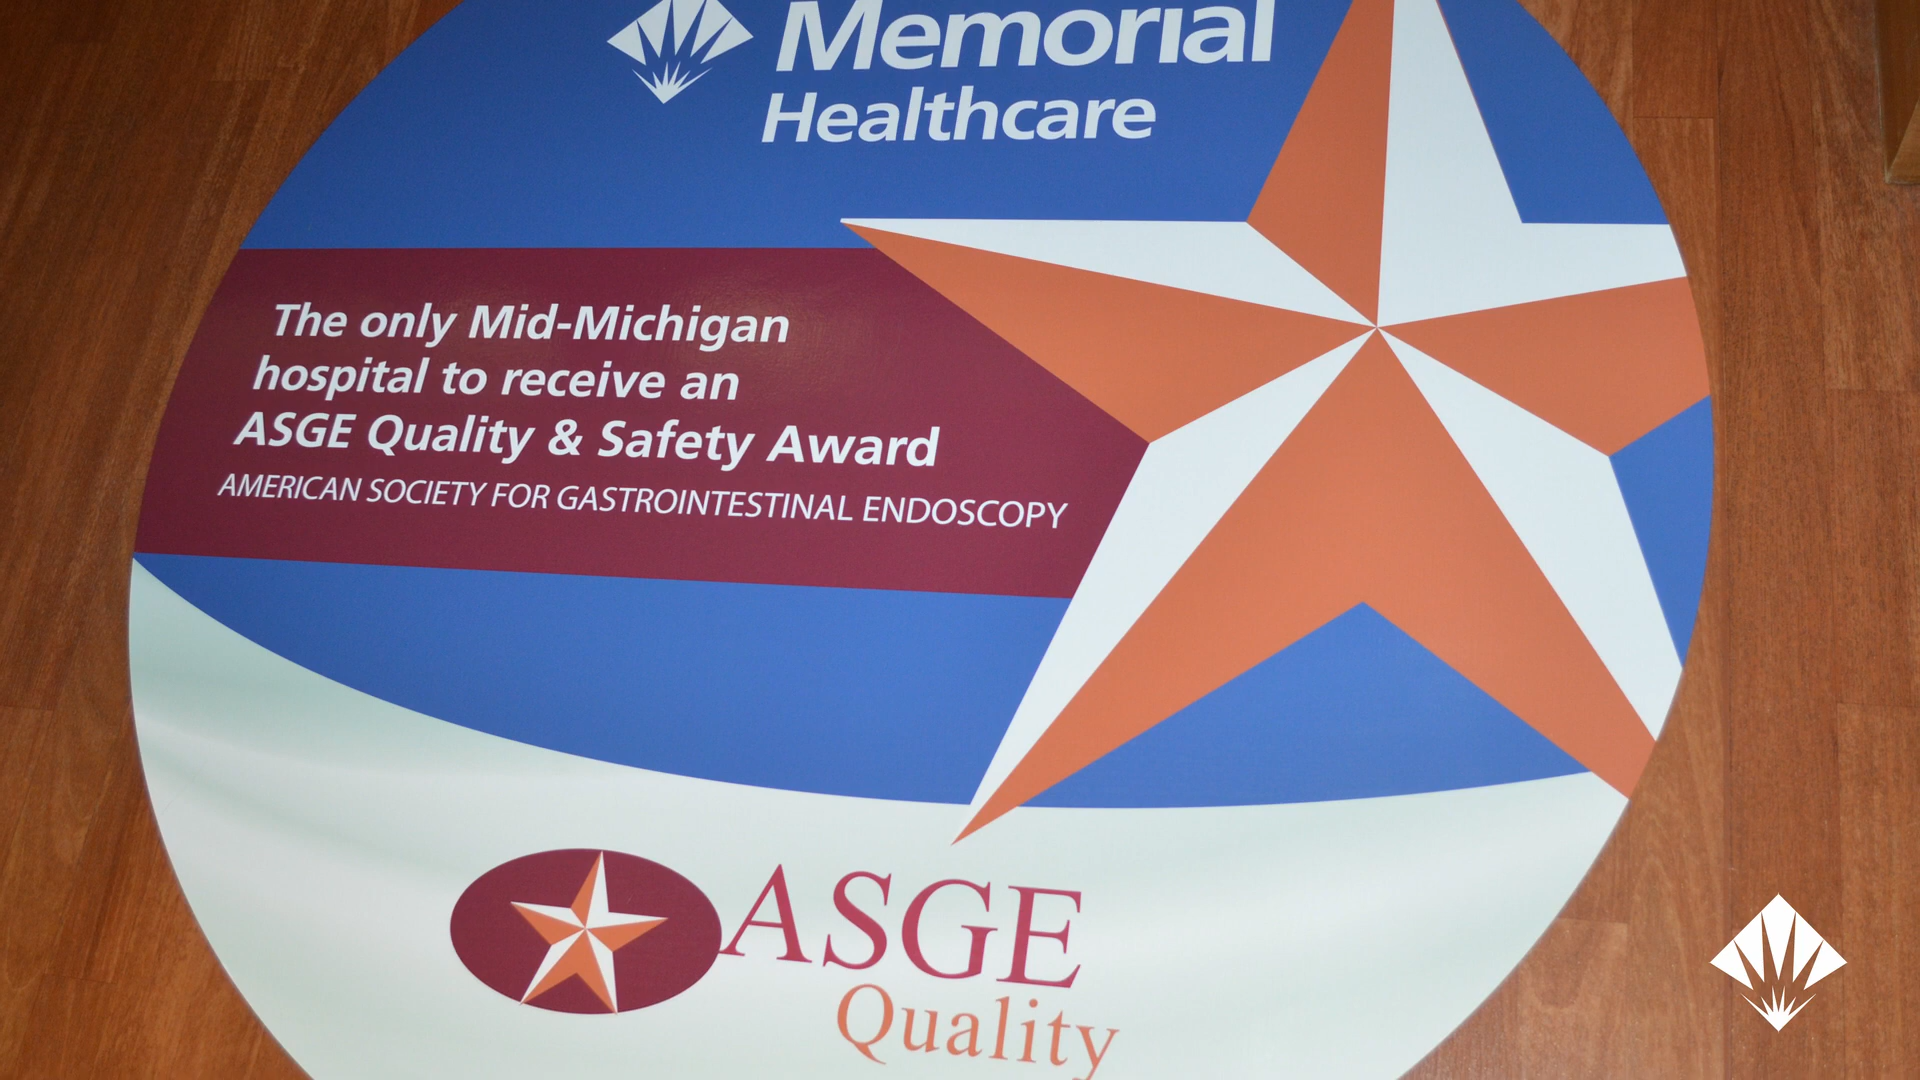 Memorial
Healthcare
The only Mid-Michigan
hospital to receive an
ASGE Quality & Safety Award
AMERICAN SOCIETY FOR GASTROINTESTINAL ENDOSCOPY
ASGE
Quality